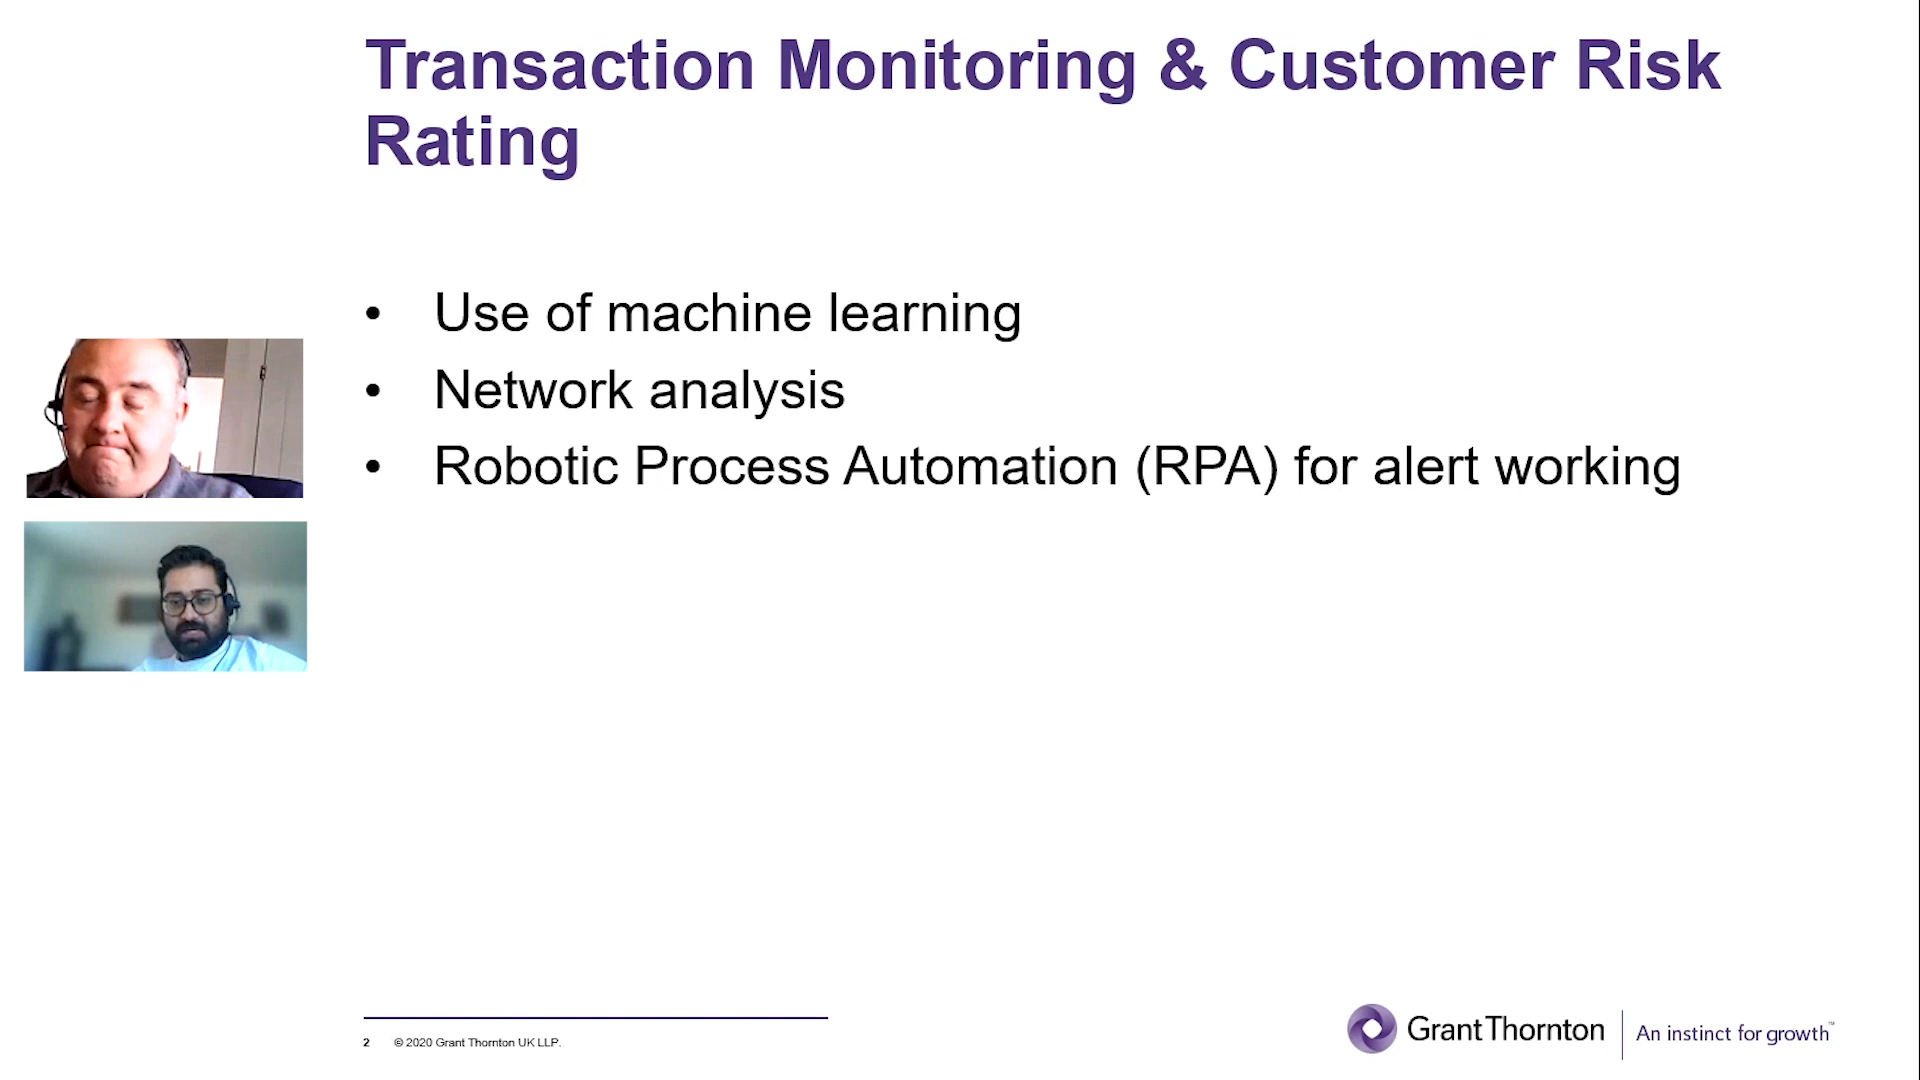 Transaction Monitoring & Customer Risk
Rating
• Use of machine learning
• Network analysis
• Robotic Process Automation (RPA) for alert working
2 © 2020 Grant Thornton UK LLP.
Grant Thornton An instinct for growth™